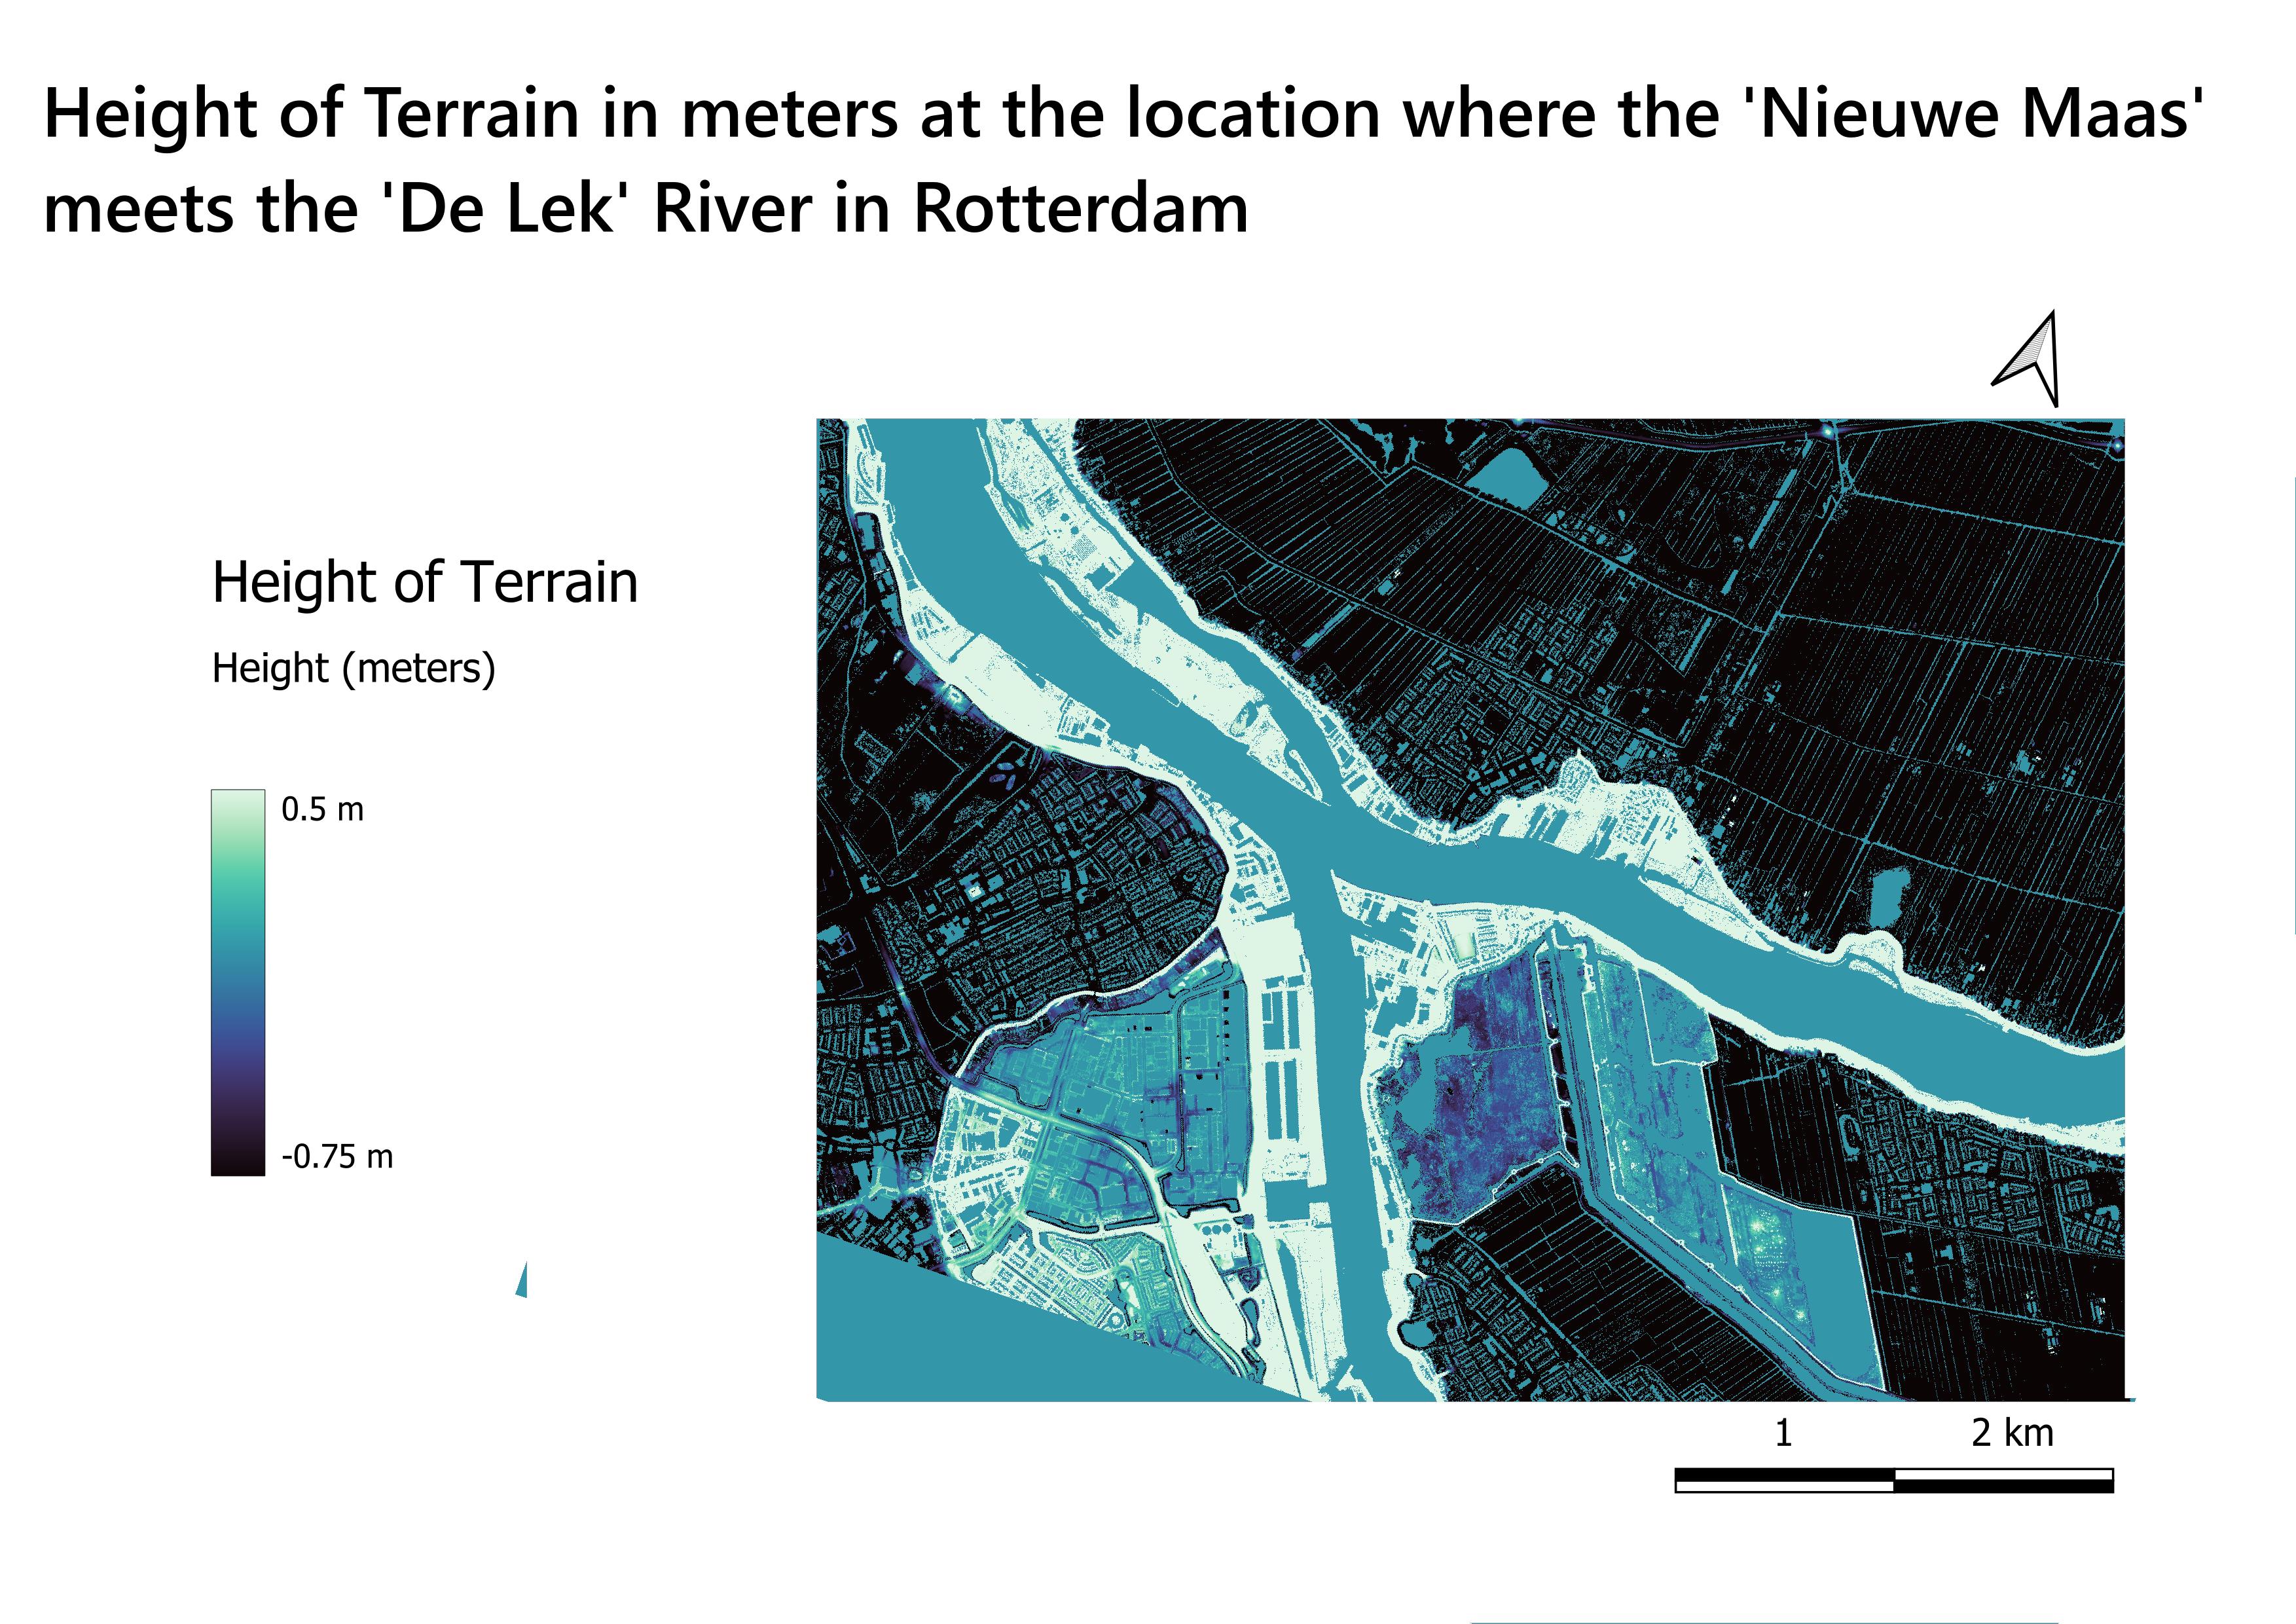 Height of Terrain in meters at the location where the 'Nieuwe Maas'
meets the 'De Lek' River in Rotterdam
Height of Terrain
Height (meters)
0.5 m
-0.75 m
1 2 km